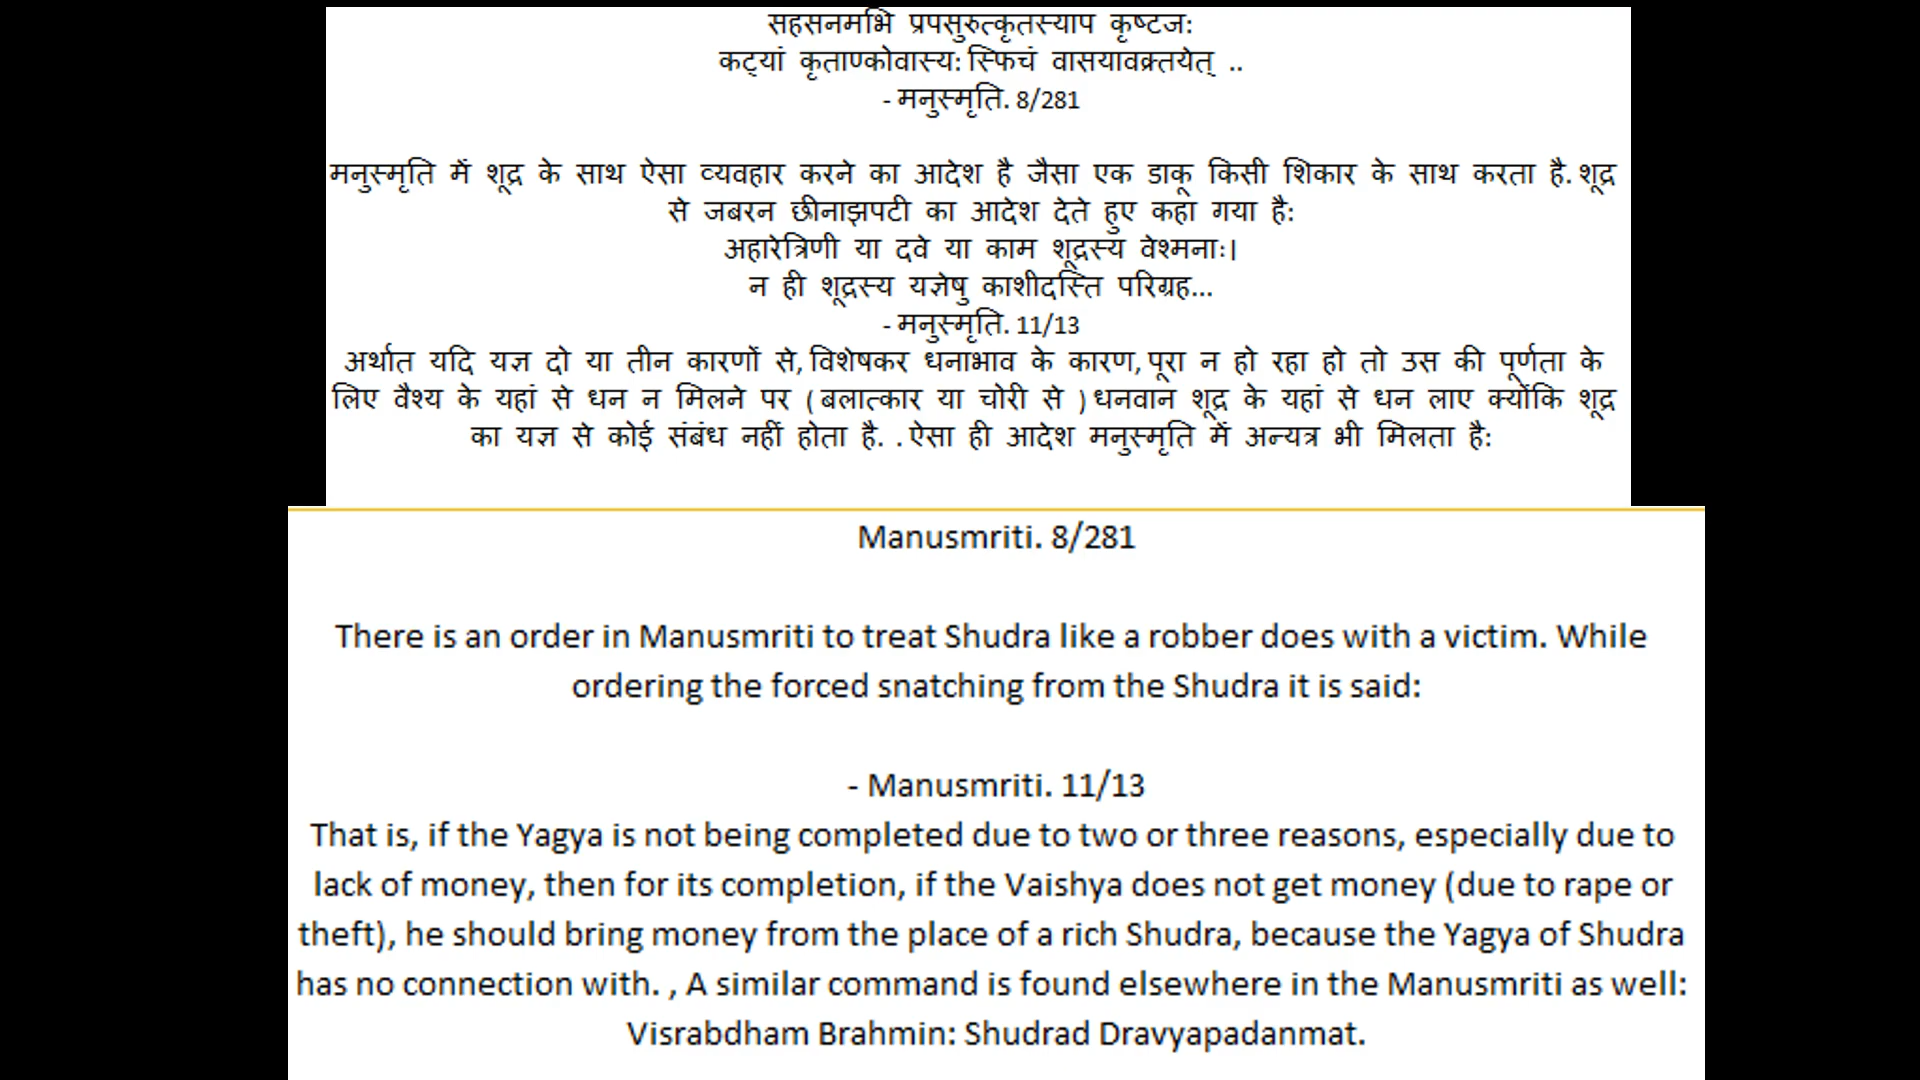 सहसनमभि प्रपसुरुत्कृतस्याप कृष्टजः
कट्यां कृताण्कोवास्यः स्फिचं वासयावक्र्तयेत् ..
- मनुस्मृति. 8/281
मनुस्मृति में शूद्र के साथ ऐसा व्यवहार करने का आदेश है जैसा एक डाकू किसी शिकार के साथ करता है. शूद्र
से जबरन छीनाझपटी का आदेश देते हुए कहा गया है:
अहारेत्रिणी या दवे या काम शूद्रस्य वेश्मनाः।
न ही शूद्रस्य यज्ञेषु काशीदस्ति परिग्रह...
- मनुस्मृति. 11/13
अर्थात यदि यज्ञ दो या तीन कारणों से, विशेषकर धनाभाव के कारण, पूरा न हो रहा हो तो उस की पूर्णता के
लिए वैश्य के यहां से धन न मिलने पर ( बलात्कार या चोरी से ) धनवान शूद्र के यहां से धन लाए क्योंकि शूद्र
का यज्ञ से कोई संबंध नहीं होता है. . ऐसा ही आदेश मनुस्मृति में अन्यत्र भी मिलता है:
Manusmriti. 8/281
There is an order in Manusmriti to treat Shudra like a robber does with a victim. While
ordering the forced snatching from the Shudra it is said:
- Manusmriti. 11/13
That is, if the Yagya is not being completed due to two or three reasons, especially due to
lack of money, then for its completion, if the Vaishya does not get money (due to rape or
theft), he should bring money from the place of a rich Shudra, because the Yagya of Shudra
has no connection with. , A similar command is found elsewhere in the Manusmriti as well:
Visrabdham Brahmin: Shudrad Dravyapadanmat.